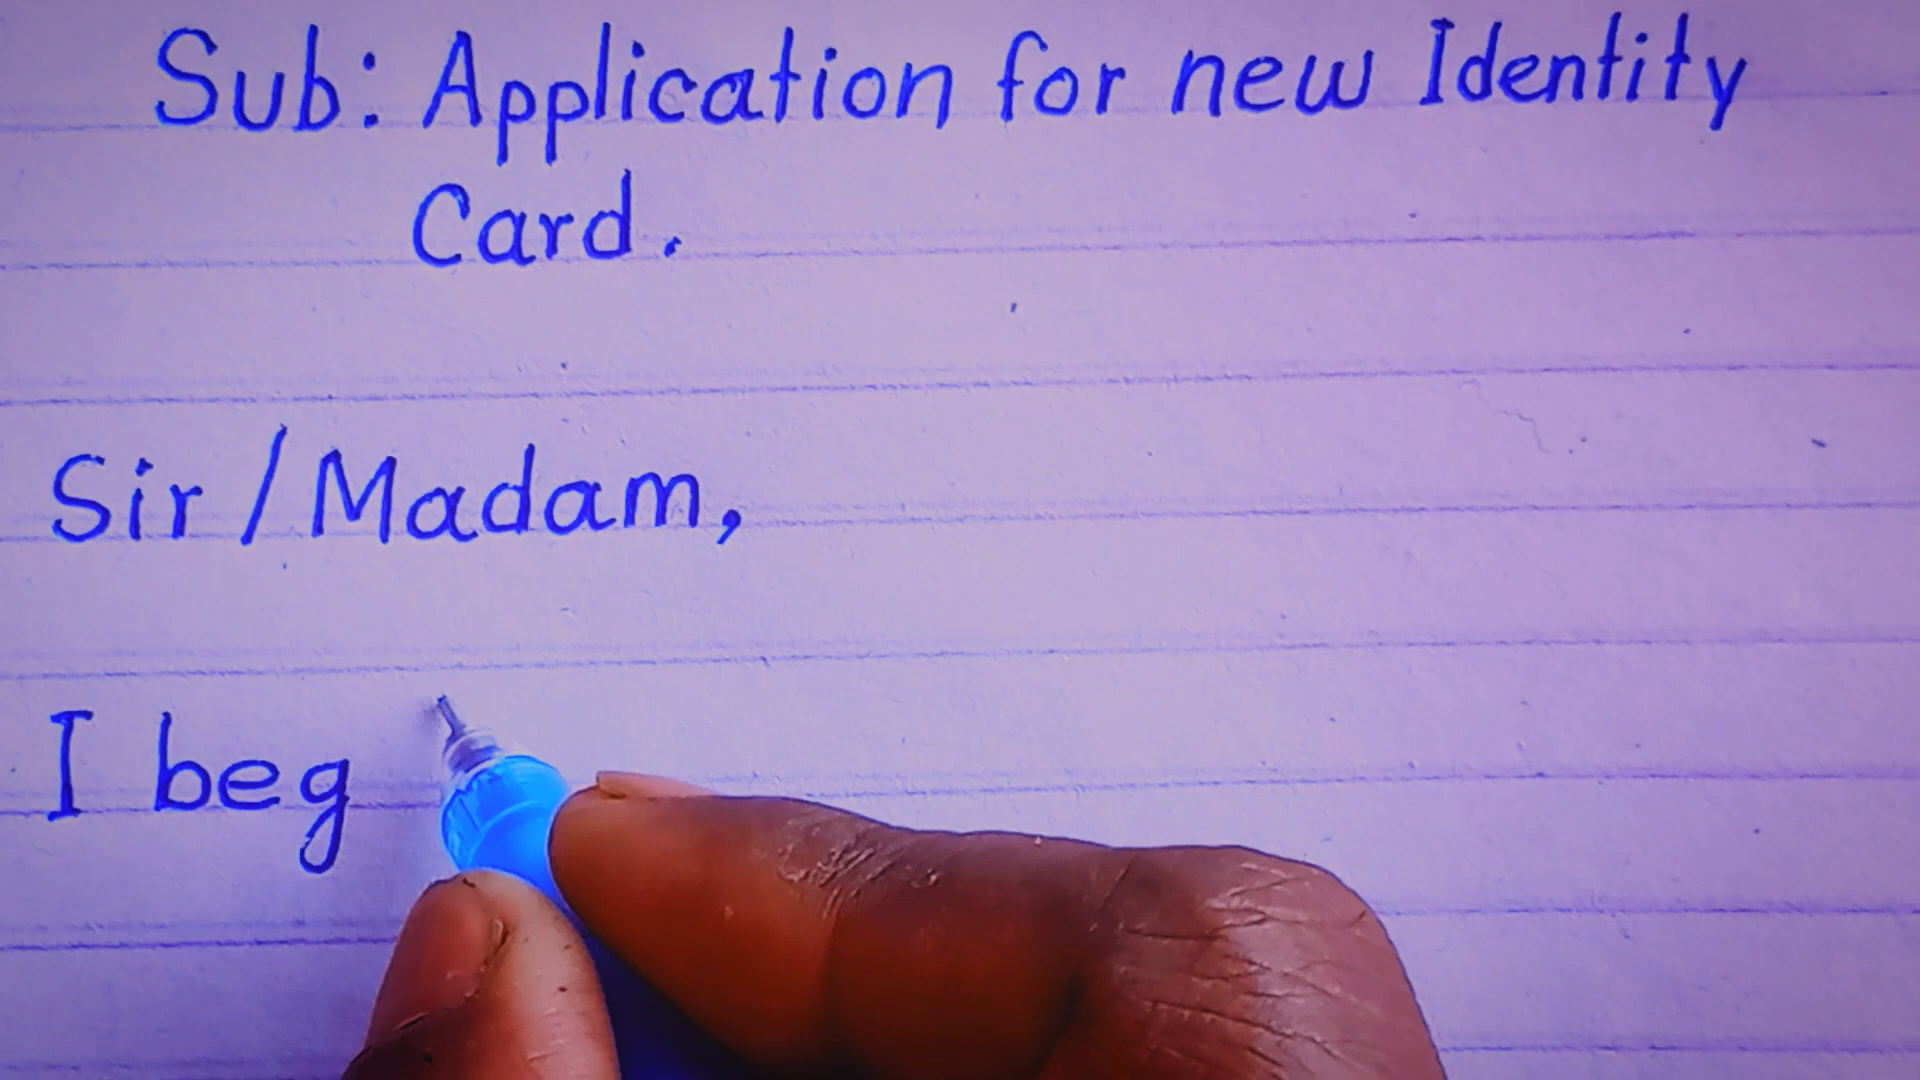 Sub: Application for new Identity
Card.
Sir/Madam,
I beg